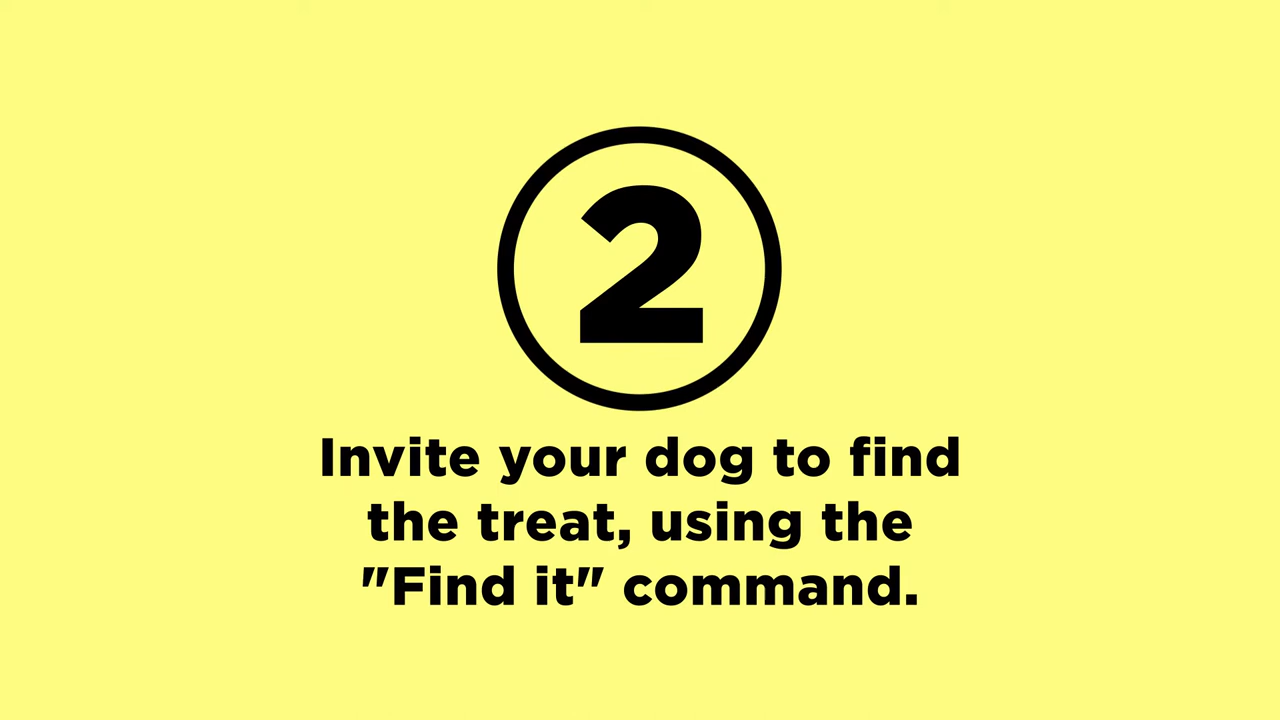 2
Invite your dog to find
the treat, using the
"Find it" command.